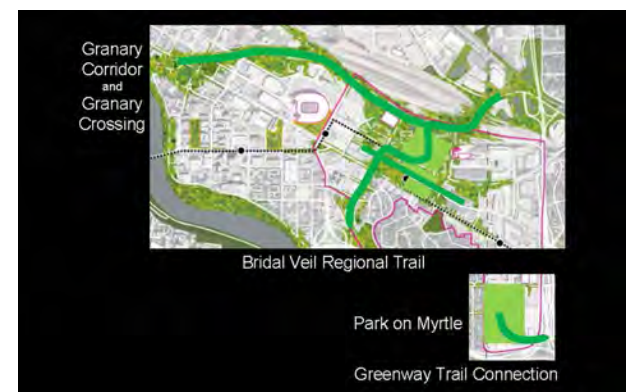 Granary
Corridor
and
Granary
Crossing
Bridal Veil Regional Trail
Park on Myrtle
Greenway Trail Connection